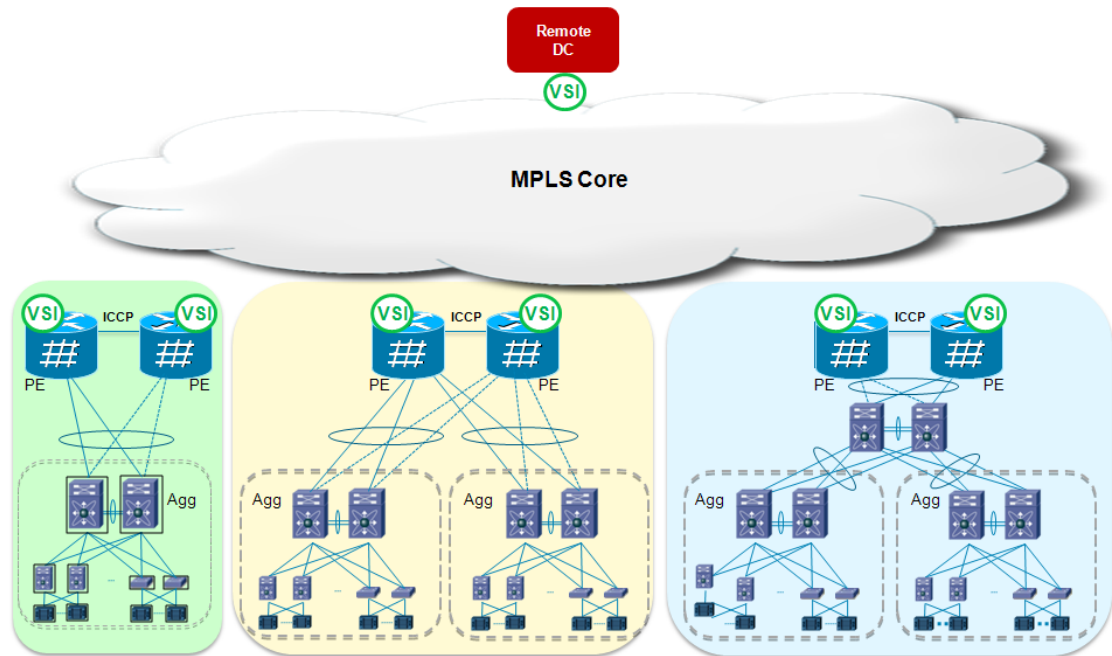 Remote
DC
VSI
MPLS Core
VSI
ICCP
VSI
PE
PE
VSI
ICCP
VSI
PE
PE
VSI
ICCP
VSI
PE
PE
Agg
Agg
Agg
Agg
Agg